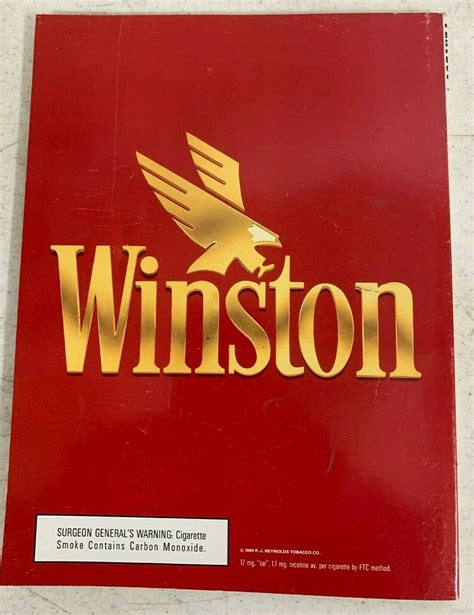 Winston
SURGEON GENERAL'S WARNING: Cigarette
Smoke Contains Carbon Monoxide.
R.J. REYNOLDS TOBACCO CO.
17 mg. "tar", 1.1 mg. nicotine av. per cigarette by FTC method.